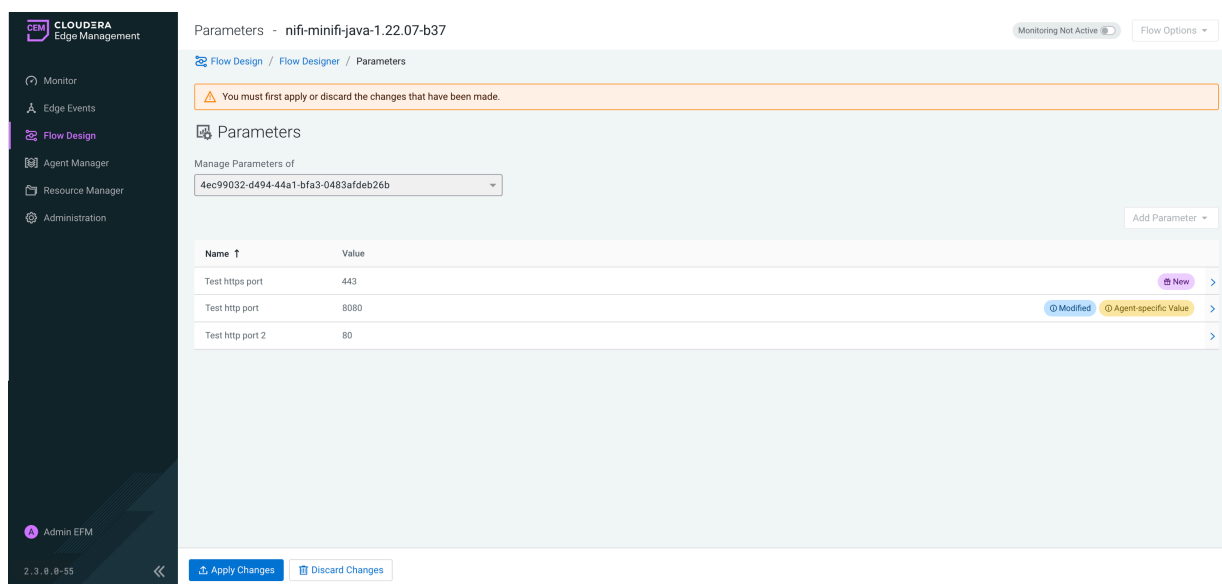 CEM CLOUDERA
Edge Management
Parameters - nifi-minifi-java-1.22.07-b37
Monitoring Not Active
Flow Options
Flow Design / Flow Designer / Parameters
Monitor
Edge Events
Flow Design
Agent Manager
Resource Manager
Administration
You must first apply or discard the changes that have been made.
Parameters
Manage Parameters of
4ec99032-d494-44a1-bfa3-0483afdeb26b
Add Parameter
Name ↑ Value
Test https port 443 New
Test http port 8080 Modified Agent-specific Value
Test http port 2 80
A Admin EFM
2.3.0.0-55
Apply Changes Discard Changes